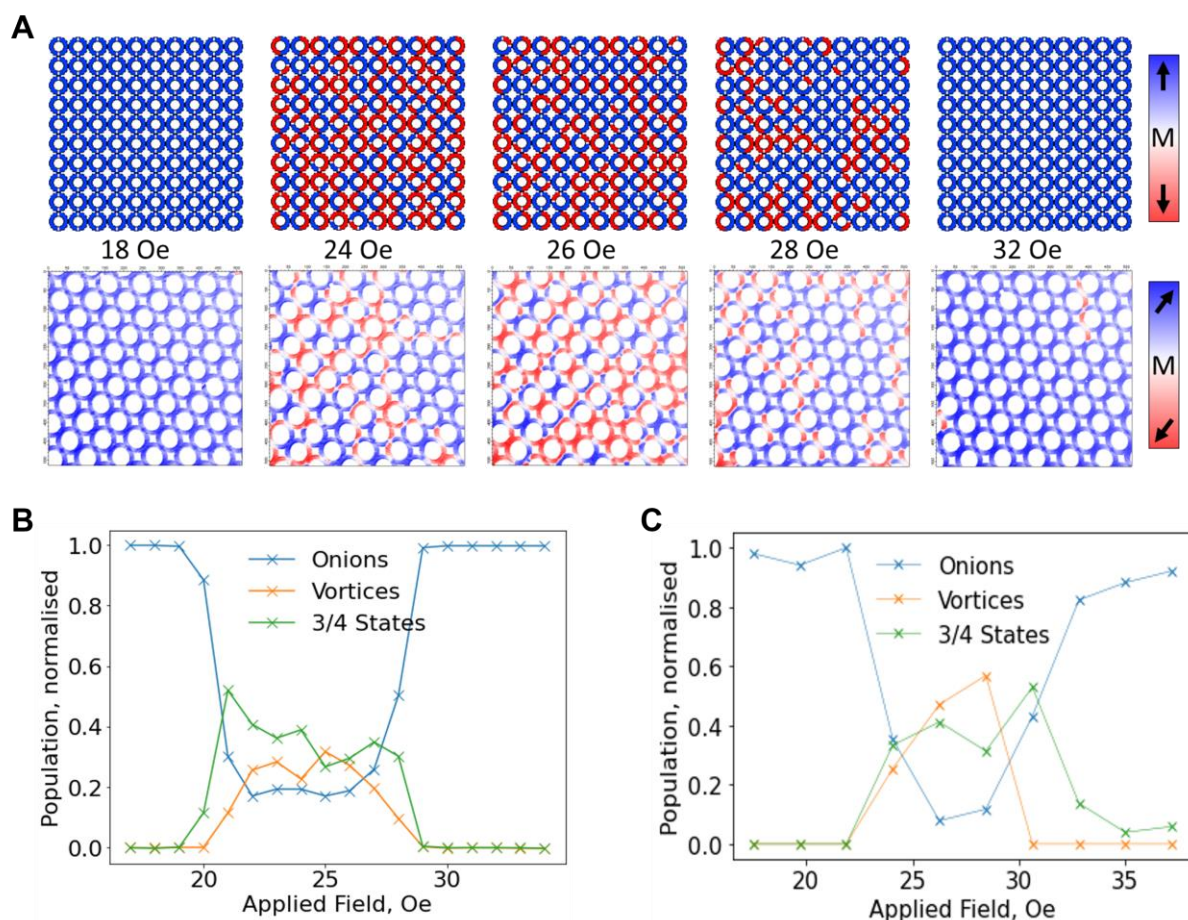 A
M
18 Oe
24 Oe
26 Oe
28 Oe
32 Oe
M
B
1.0
0.8
0.6
0.4
0.2
0.0
Population, normalised
Onions
Vortices
3/4 States
20
25
30
Applied Field, Oe
C
1.0
0.8
0.6
0.4
0.2
0.0
Population, normalised
Onions
Vortices
3/4 States
20
25
30
35
Applied Field, Oe